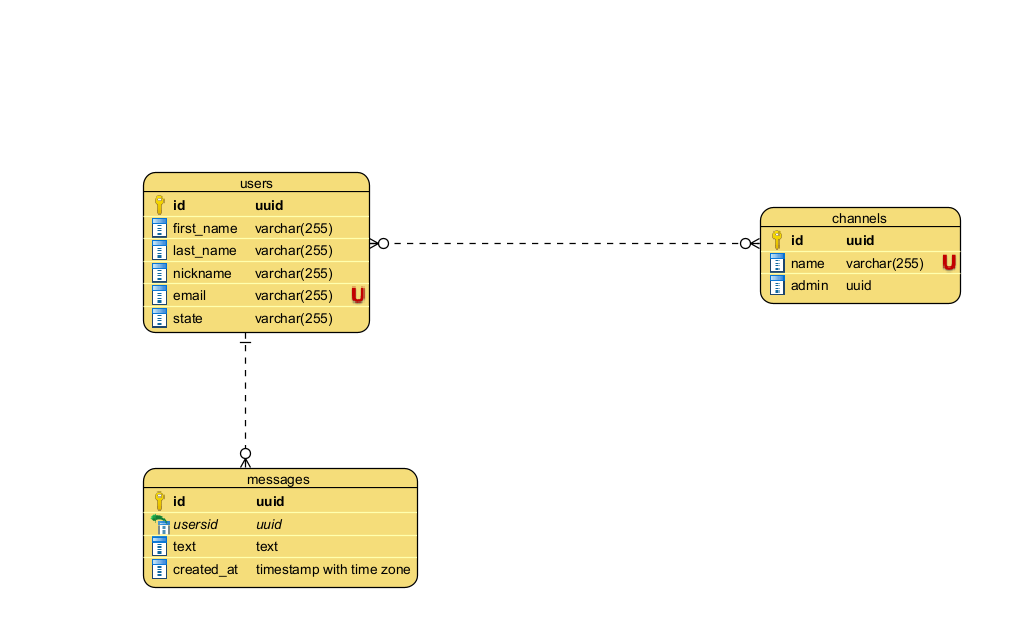 users
id uuid
first_name varchar(255)
last_name varchar(255)
nickname varchar(255)
email varchar(255) U
state varchar(255)
channels
id uuid
name varchar(255) U
admin uuid
messages
id uuid
usersid uuid
text text
created_at timestamp with time zone